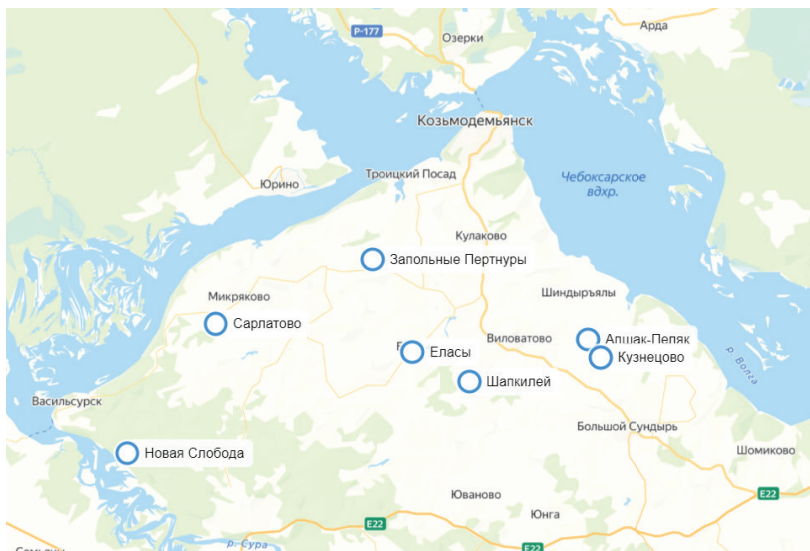 Р-177
Озерки
Арда
Козьмодемьянск
Троицкий Посад
Юрино
Чебоксарское
вдхр.
Кулаково
Запольные Пертнуры
Микряково
Шиндыръялы
Сарлатово
Виловатово
Апшак-Пеляк
Еласы
Кузнецово
р. Волга
Шапкилей
Васильсурск
Большой Сундырь
Новая Слобода
Шомиково
Юваново
E22
Юнга
E22
р. Сура
E22